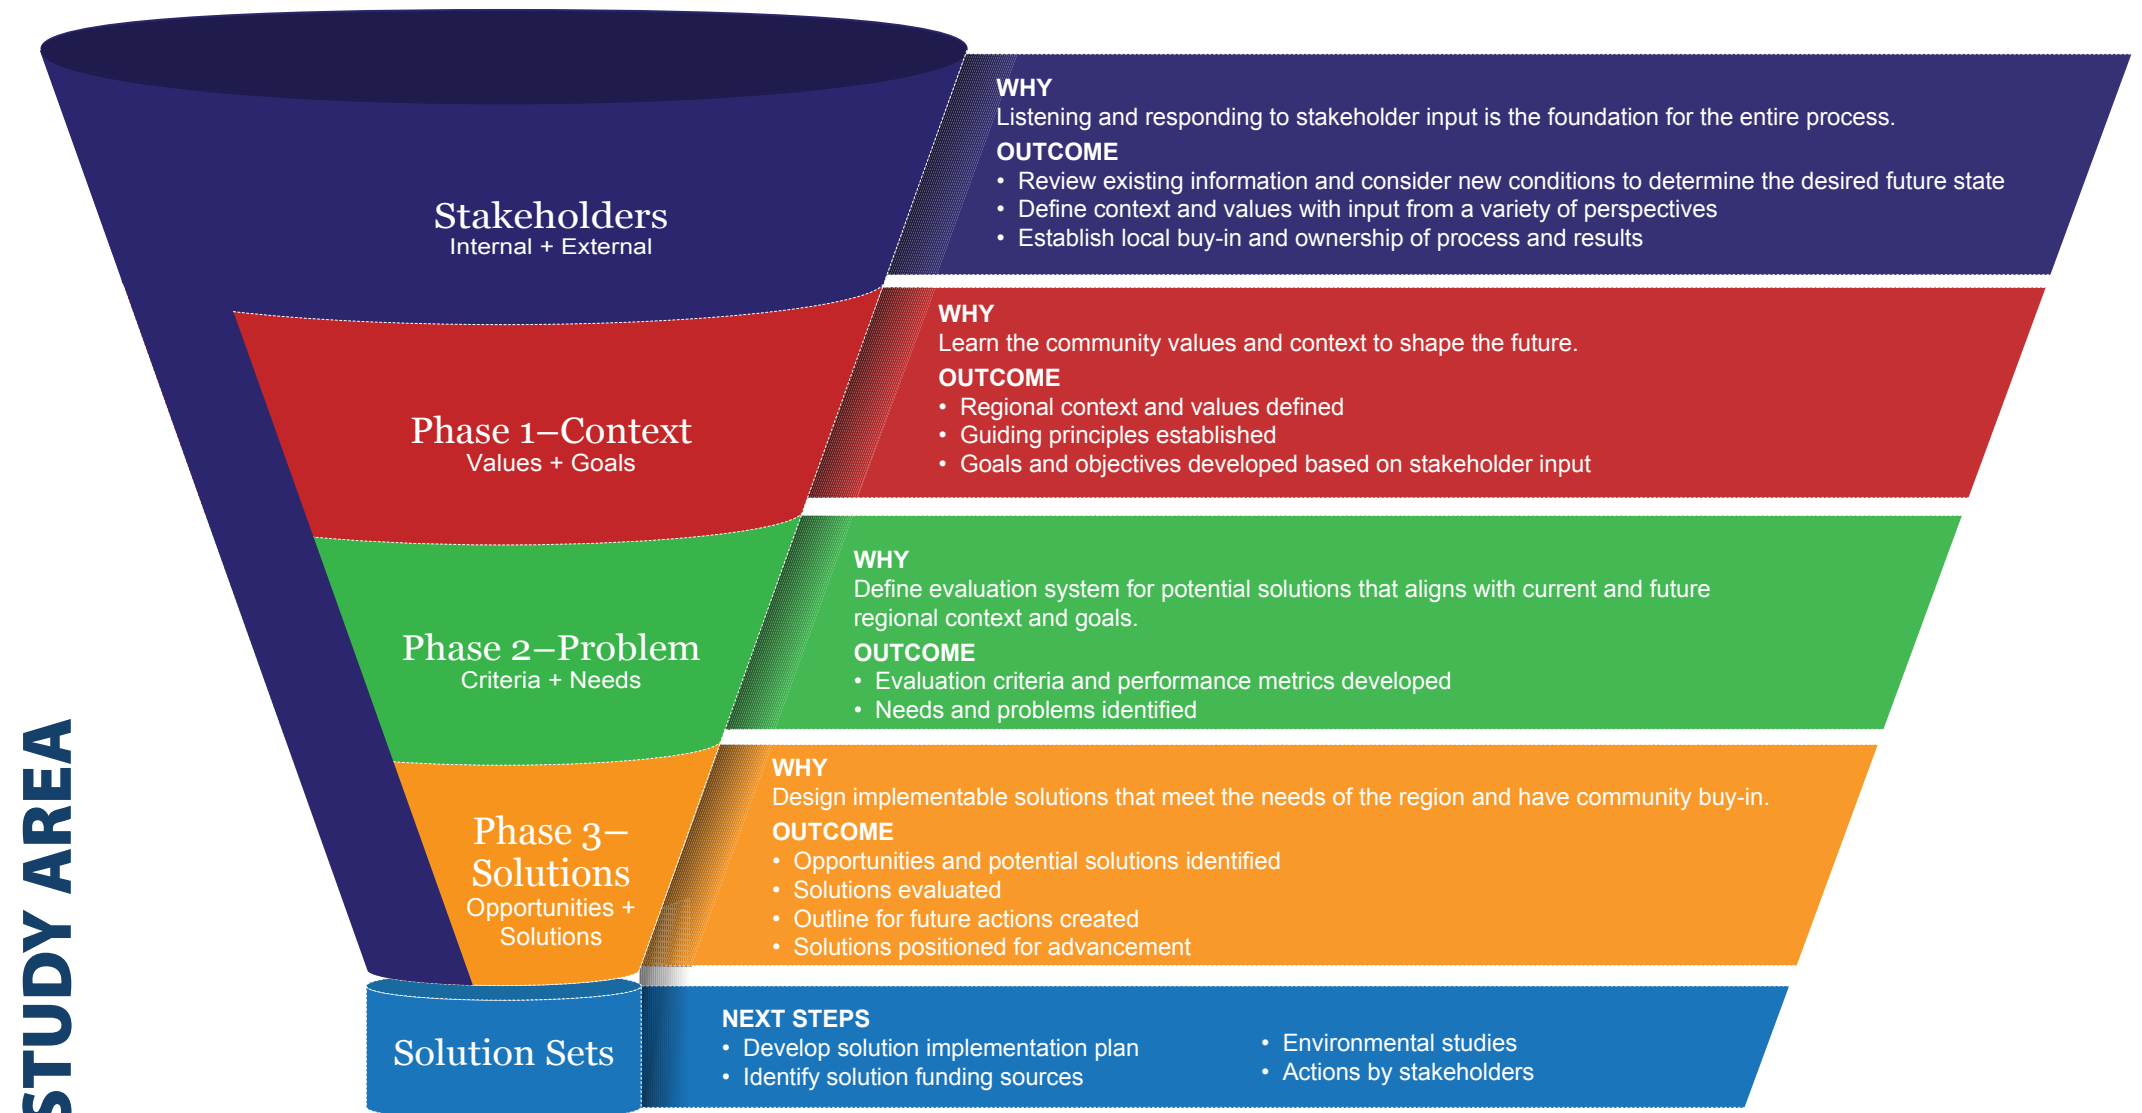 Stakeholders
Internal + External
WHY
Listening and responding to stakeholder input is the foundation for the entire process.
OUTCOME
• Review existing information and consider new conditions to determine the desired future state
• Define context and values with input from a variety of perspectives
• Establish local buy-in and ownership of process and results
Phase 1–Context
Values + Goals
WHY
Learn the community values and context to shape the future.
OUTCOME
• Regional context and values defined
• Guiding principles established
• Goals and objectives developed based on stakeholder input
Phase 2–Problem
Criteria + Needs
WHY
Define evaluation system for potential solutions that aligns with current and future
regional context and goals.
OUTCOME
• Evaluation criteria and performance metrics developed
• Needs and problems identified
Phase 3–
Solutions
Opportunities +
Solutions
WHY
Design implementable solutions that meet the needs of the region and have community buy-in.
OUTCOME
• Opportunities and potential solutions identified
• Solutions evaluated
• Outline for future actions created
• Solutions positioned for advancement
Solution Sets
NEXT STEPS
• Develop solution implementation plan
• Identify solution funding sources
• Environmental studies
• Actions by stakeholders
STUDY AREA